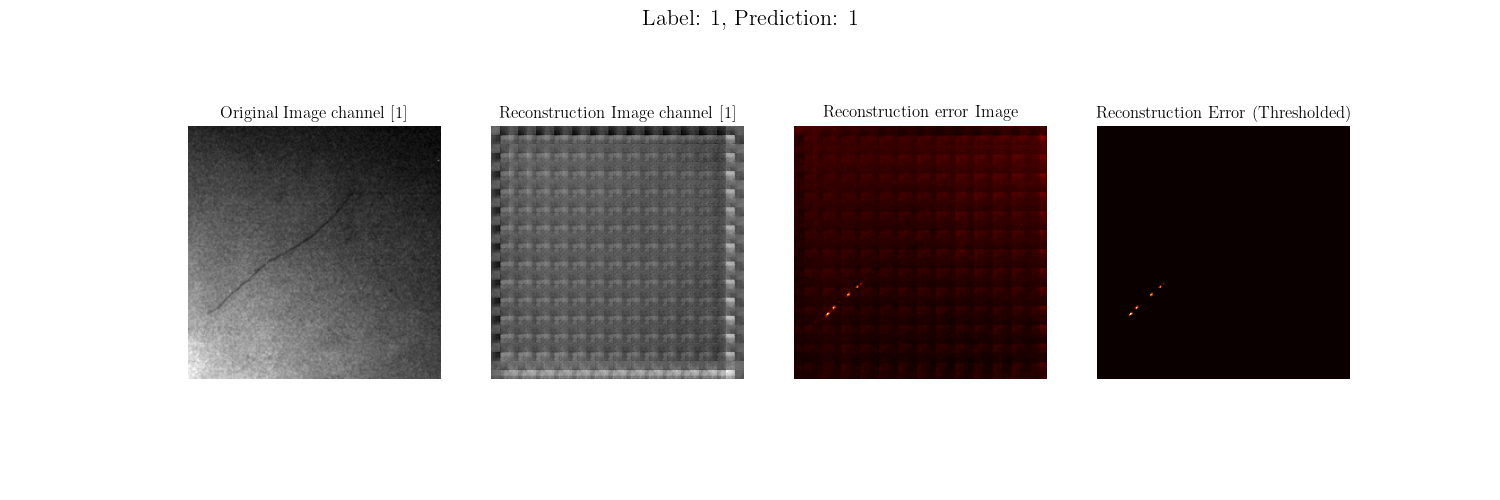 Label: 1, Prediction: 1
Original Image channel [1]
Reconstruction Image channel [1]
Reconstruction error Image
Reconstruction Error (Thresholded)